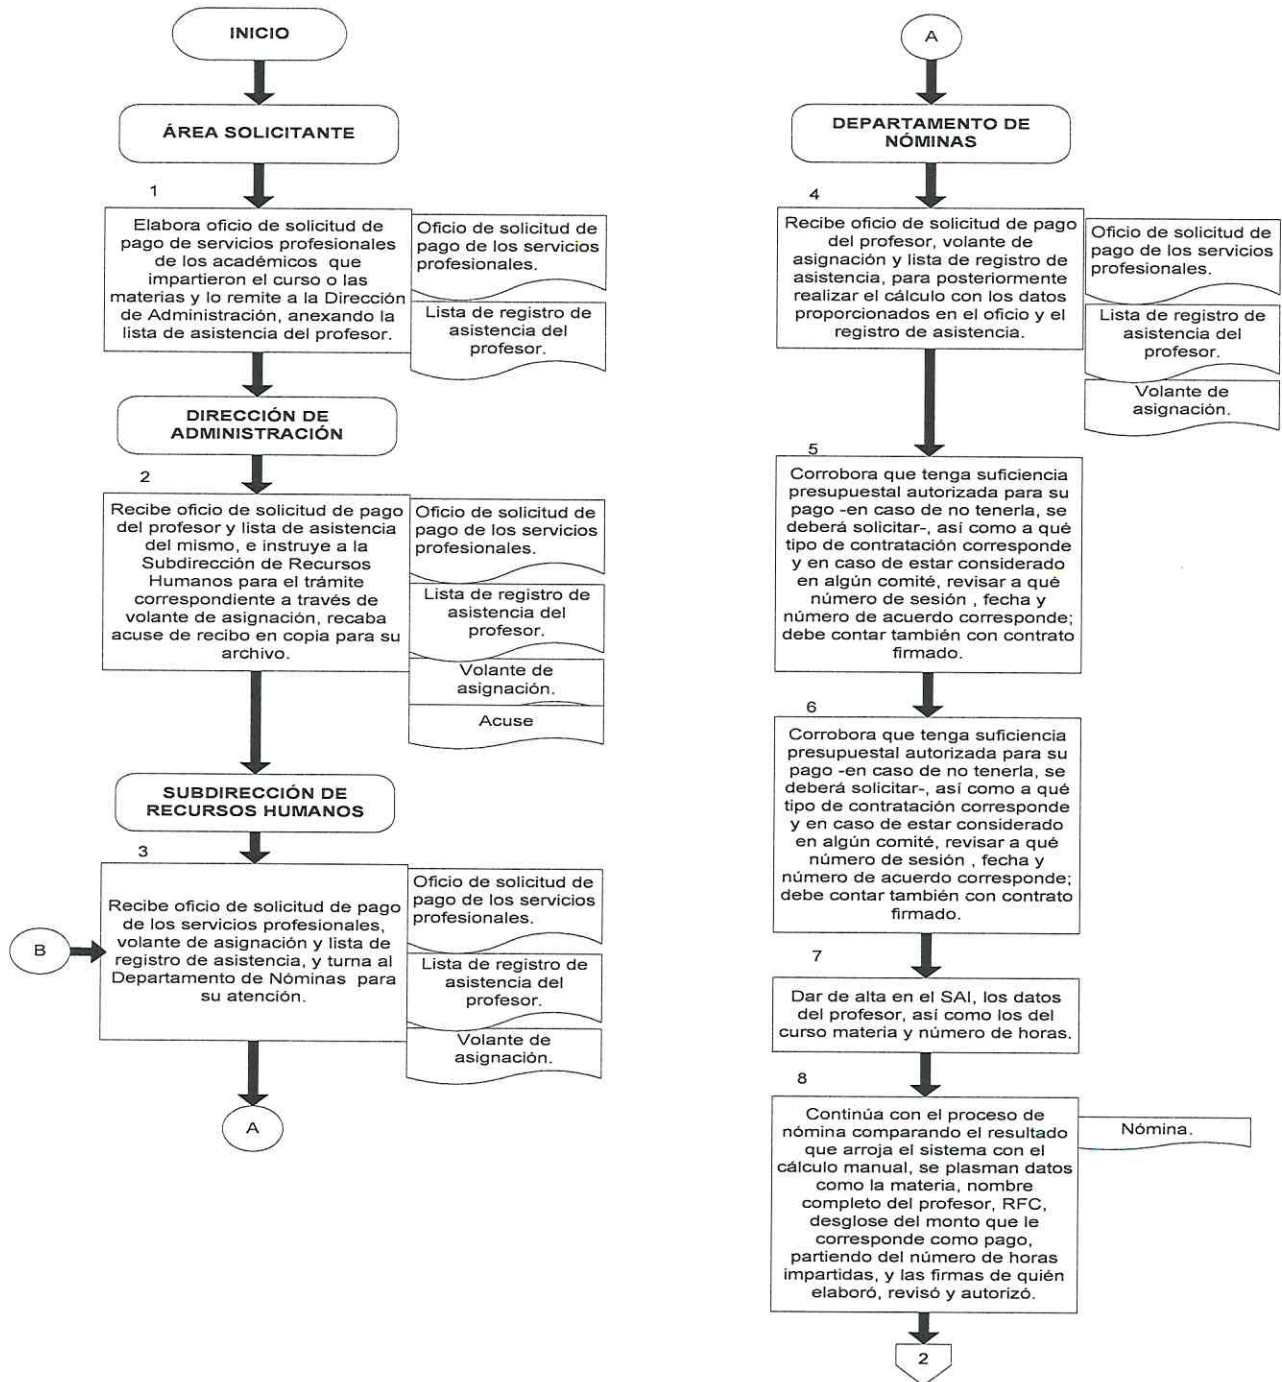 INICIO
ÁREA SOLICITANTE
1
Elabora oficio de solicitud de
pago de servicios profesionales
de los académicos que
impartieron el curso o las
materias y lo remite a la Dirección
de Administración, anexando la
lista de asistencia del profesor.
Oficio de solicitud de
pago de los servicios
profesionales.
Lista de registro de
asistencia del
profesor.
DIRECCIÓN DE
ADMINISTRACIÓN
2
Recibe oficio de solicitud de pago
del profesor y lista de asistencia
del mismo, e instruye a la
Subdirección de Recursos
Humanos para el trámite
correspondiente a través de
volante de asignación, recaba
acuse de recibo en copia para su
archivo.
Oficio de solicitud de
pago de los servicios
profesionales.
Lista de registro de
asistencia del
profesor.
Volante de
asignación.
Acuse
SUBDIRECCIÓN DE
RECURSOS HUMANOS
3
B
Recibe oficio de solicitud de pago
de los servicios profesionales,
volante de asignación y lista de
registro de asistencia, y turna al
Departamento de Nóminas para
su atención.
Oficio de solicitud de
pago de los servicios
profesionales.
Lista de registro de
asistencia del
profesor.
Volante de
asignación.
A
A
DEPARTAMENTO DE
NÓMINAS
4
Recibe oficio de solicitud de pago
del profesor, volante de
asignación y lista de registro de
asistencia, para posteriormente
realizar el cálculo con los datos
proporcionados en el oficio y el
registro de asistencia.
Oficio de solicitud de
pago de los servicios
profesionales.
Lista de registro de
asistencia del
profesor.
Volante de
asignación.
5
Corrobora que tenga suficiencia
presupuestal autorizada para su
pago -en caso de no tenerla, se
deberá solicitar-, así como a qué
tipo de contratación corresponde
y en caso de estar considerado
en algún comité, revisar a qué
número de sesión , fecha y
número de acuerdo corresponde;
debe contar también con contrato
firmado.
6
Corrobora que tenga suficiencia
presupuestal autorizada para su
pago -en caso de no tenerla, se
deberá solicitar-, así como a qué
tipo de contratación corresponde
y en caso de estar considerado
en algún comité, revisar a qué
número de sesión , fecha y
número de acuerdo corresponde;
debe contar también con contrato
firmado.
7
Dar de alta en el SAI, los datos
del profesor, así como los del
curso materia y número de horas.
8
Continúa con el proceso de
nómina comparando el resultado
que arroja el sistema con el
cálculo manual, se plasman datos
como la materia, nombre
completo del profesor, RFC,
desglose del monto que le
corresponde como pago,
partiendo del número de horas
impartidas, y las firmas de quién
elaboró, revisó y autorizó.
Nómina.
2